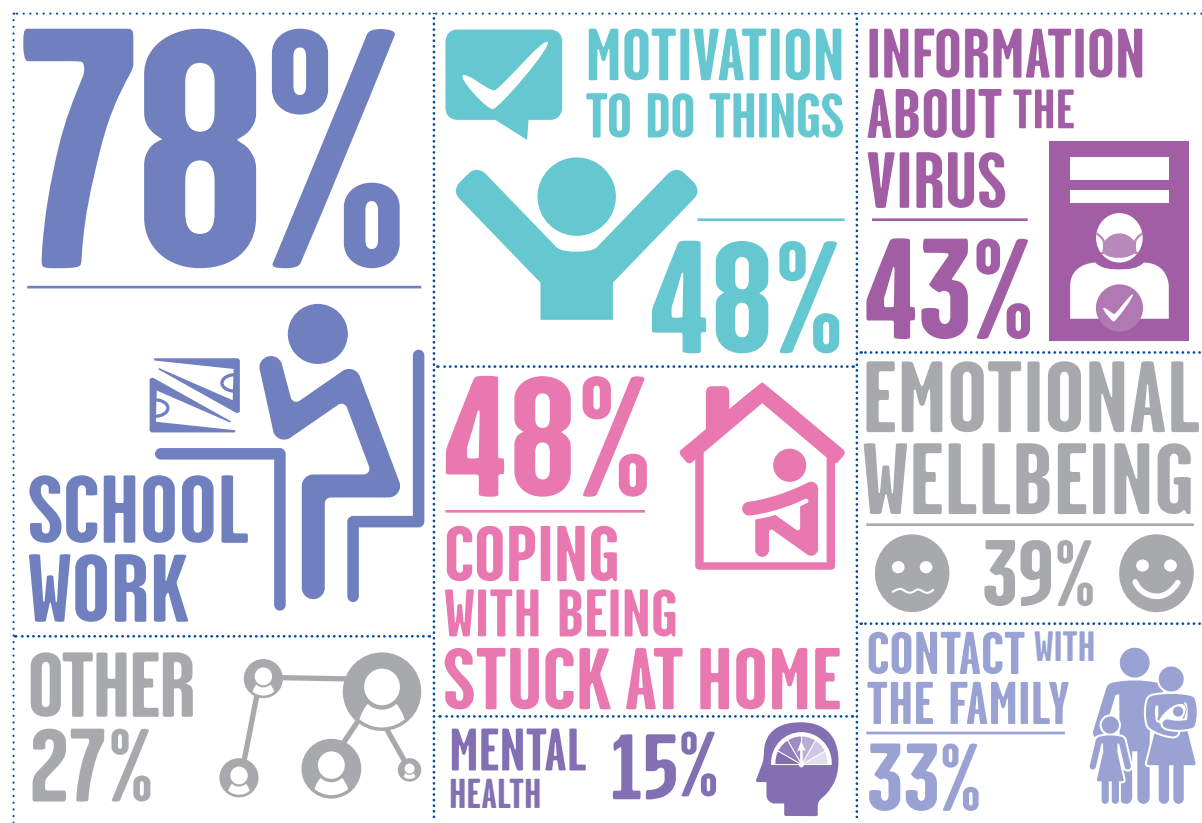 78%
SCHOOL
WORK
OTHER
27%
MOTIVATION
TO DO THINGS
48%
48%
COPING
WITH BEING
STUCK AT HOME
MENTAL
HEALTH
15%
INFORMATION
ABOUT THE
VIRUS
43%
EMOTIONAL
WELLBEING
39%
CONTACT WITH
THE FAMILY
33%